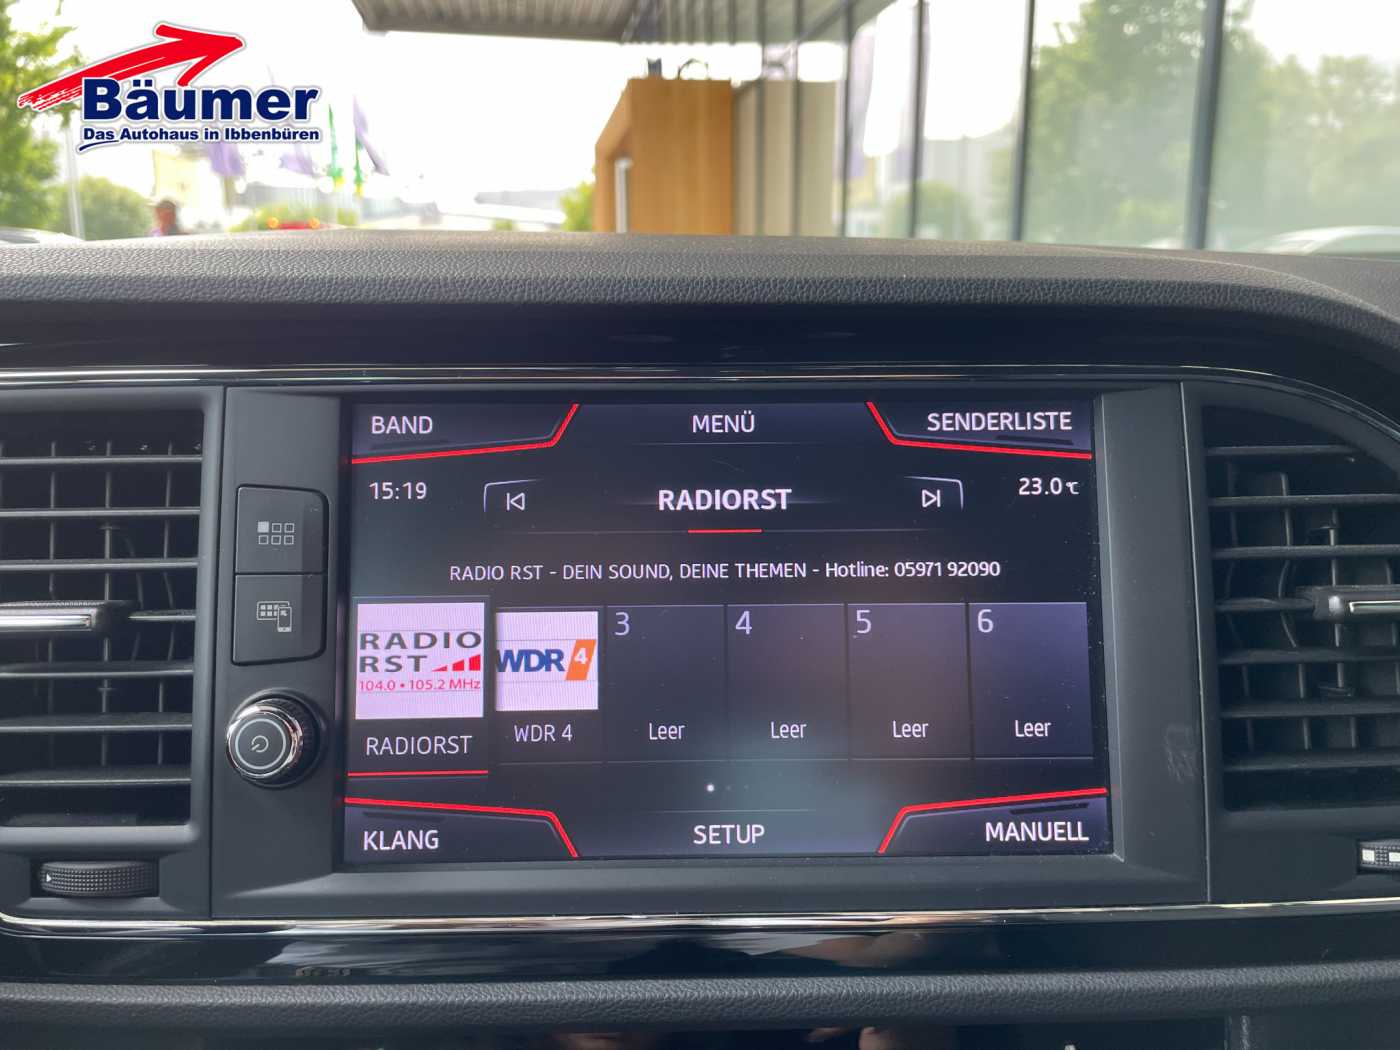 Bäumer
Das Autohaus in Ibbenbüren
BAND
MENÜ
SENDERLISTE
15:19
RADIORST
23.0℃
RADIO RST - DEIN SOUND, DEINE THEMEN - Hotline: 05971 92090
RADIO
RST
104.0 • 105.2 MHz
RADIORST
WDR 4
WDR 4
3
Leer
4
Leer
5
Leer
6
Leer
KLANG
SETUP
MANUELL